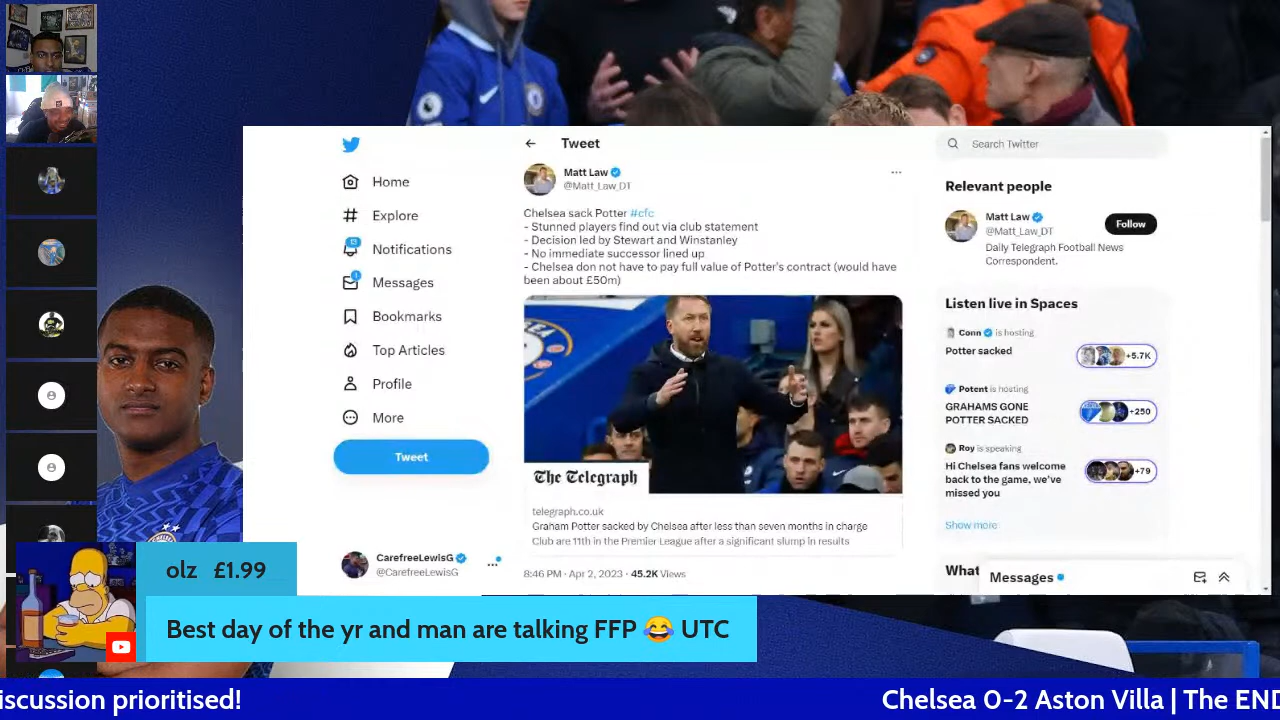 Tweet
Matt Law
@Matt_Law_DT
Chelsea sack Potter #cfc
- Stunned players find out via club statement
- Decision led by Stewart and Winstanley
- No immediate successor lined up
- Chelsea don not have to pay full value of Potter's contract (would have
been about £50m)
The Telegraph
telegraph.co.uk
Graham Potter sacked by Chelsea after less than seven months in charge
Club are 11th in the Premier League after a significant slump in results
8:46 PM · Apr 2, 2023 · 45.2K Views
Home
Explore
Notifications
Messages
Bookmarks
Top Articles
Profile
More
Tweet
CarefreeLewisG
@CarefreeLewisG
Search Twitter
Relevant people
Matt Law
@Matt_Law_DT
Follow
Daily Telegraph Football News
Correspondent.
Listen live in Spaces
Conn is hosting
Potter sacked
+5.7K
Potent is hosting
GRAHAMS GONE
POTTER SACKED
+250
Roy is speaking
Hi Chelsea fans welcome
back to the game, we've
missed you
+79
Show more
What
Messages
olz £1.99
Best day of the yr and man are talking FFP 😂 UTC
iscussion prioritised!
Chelsea 0-2 Aston Villa | The END